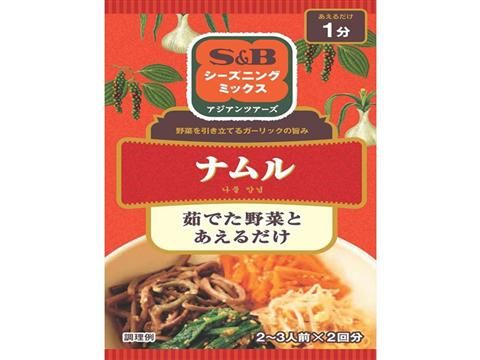 あえるだけ
1分
S&B
シーズニング
ミックス
アジアンツアーズ
野菜を引き立てるガーリックの旨み
ナムル
나물 양념
茹でた野菜と
あえるだけ
調理例
2~3人前×2回分